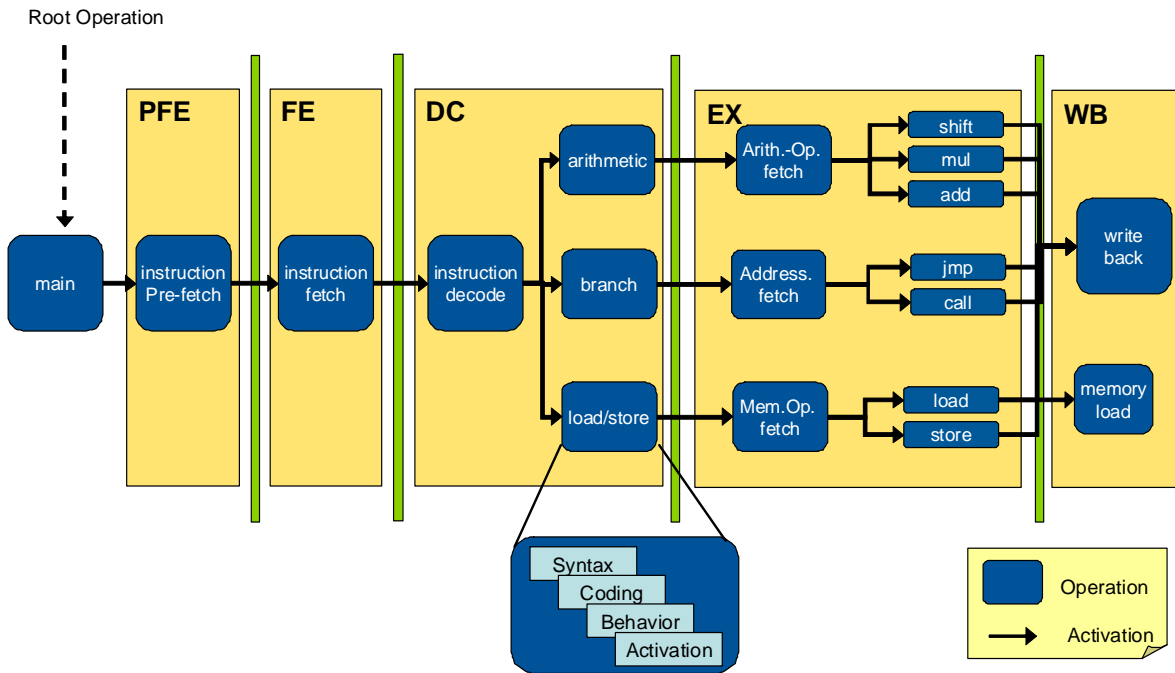 Root Operation
PFE
FE
DC
EX
WB
main
instruction
Pre-fetch
instruction
fetch
instruction
decode
arithmetic
branch
load/store
Arith.-Op.
fetch
Address.
fetch
Mem.Op.
fetch
shift
mul
add
jmp
call
load
store
write
back
memory
load
Syntax
Coding
Behavior
Activation
Operation
Activation